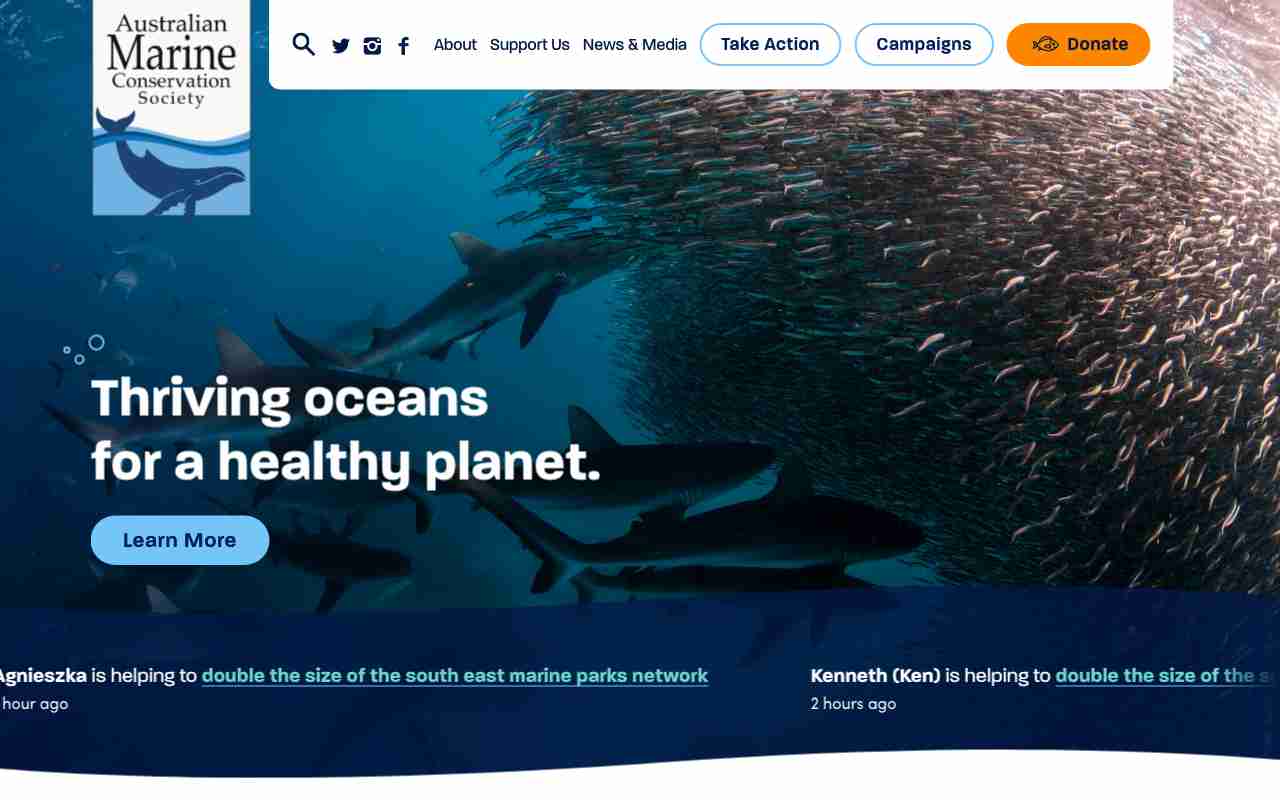 Australian
Marine
Conservation
Society
About
Support Us
News & Media
Take Action
Campaigns
Donate
Thriving oceans
for a healthy planet.
Learn More
Agnieszka is helping to double the size of the south east marine parks network
hour ago
Kenneth (Ken) is helping to double the size of the s
2 hours ago